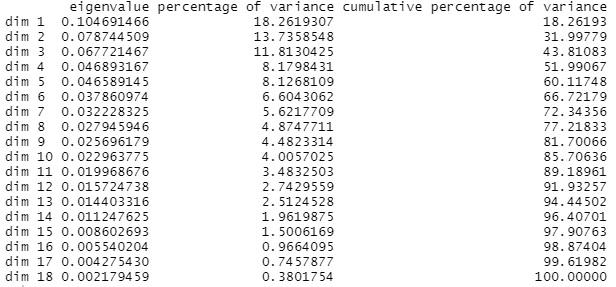 eigenvalue percentage of variance cumulative percentage of variance
dim 1 0.104691466 18.2619307 18.26193
dim 2 0.078744509 13.7358548 31.99779
dim 3 0.067721467 11.8130425 43.81083
dim 4 0.046893167 8.1798431 51.99067
dim 5 0.046589145 8.1268109 60.11748
dim 6 0.037860974 6.6043062 66.72179
dim 7 0.032228325 5.6217709 72.34356
dim 8 0.027945946 4.8747711 77.21833
dim 9 0.025696179 4.4823314 81.70066
dim 10 0.022963775 4.0057025 85.70636
dim 11 0.019968676 3.4832503 89.18961
dim 12 0.015724738 2.7429559 91.93257
dim 13 0.014403316 2.5124528 94.44502
dim 14 0.011247625 1.9619875 96.40701
dim 15 0.008602693 1.5006169 97.90763
dim 16 0.005540204 0.9664095 98.87404
dim 17 0.004275430 0.7457877 99.61982
dim 18 0.002179459 0.3801754 100.00000